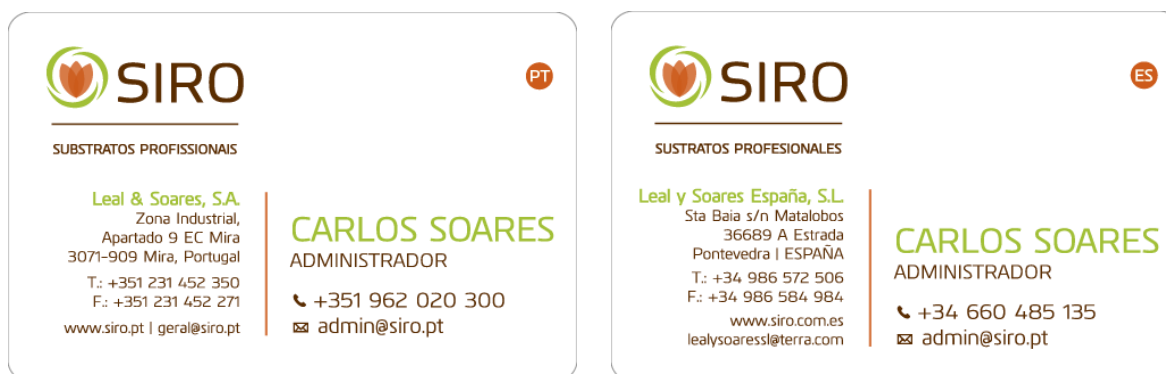 SIRO
PT
SUBSTRATOS PROFISSIONAIS
Leal & Soares, S.A.
Zona Industrial,
Apartado 9 EC Mira
3071-909 Mira, Portugal
T.: +351 231 452 350
F.: +351 231 452 271
www.siro.pt | geral@siro.pt
CARLOS SOARES
ADMINISTRADOR
+351 962 020 300
admin@siro.pt
SIRO
ES
SUSTRATOS PROFESIONALES
Leal y Soares España, S.L.
Sta Baia s/n Matalobos
36689 A Estrada
Pontevedra | ESPAÑA
T.: +34 986 572 506
F.: +34 986 584 984
www.siro.com.es
lealysoaressl@terra.com
CARLOS SOARES
ADMINISTRADOR
+34 660 485 135
admin@siro.pt